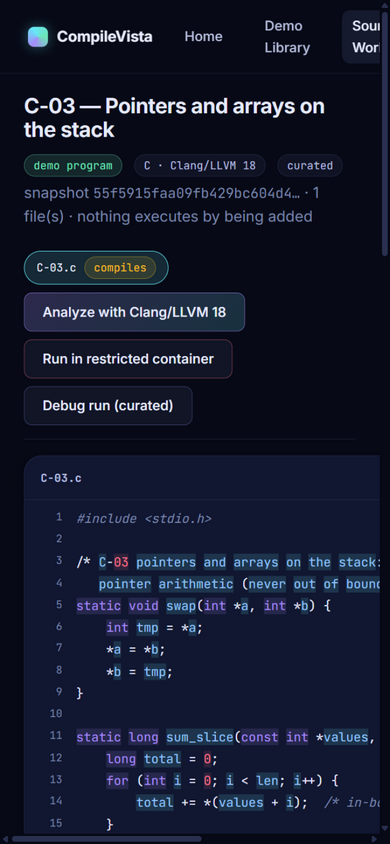 CompileVista
Home
Demo
Library
C-03 — Pointers and arrays on
the stack
demo program
C · Clang/LLVM 18
curated
snapshot 55f5915faa09fb429bc604d4… · 1
file(s) · nothing executes by being added
C-03.c
compiles
Analyze with Clang/LLVM 18
Run in restricted container
Debug run (curated)
C-03.c
1 #include <stdio.h>
2
3 /* C-03 pointers and arrays on the stack:
4 pointer arithmetic (never out of
5 static void swap(int *a, int *b) {
6 int tmp = *a;
7 *a = *b;
8 *b = tmp;
9 }
10
11 static long sum_slice(const int *values,
12 long total = 0;
13 for (int i = 0; i < len; i++) {
14 total += *(values + i); /*
15 }